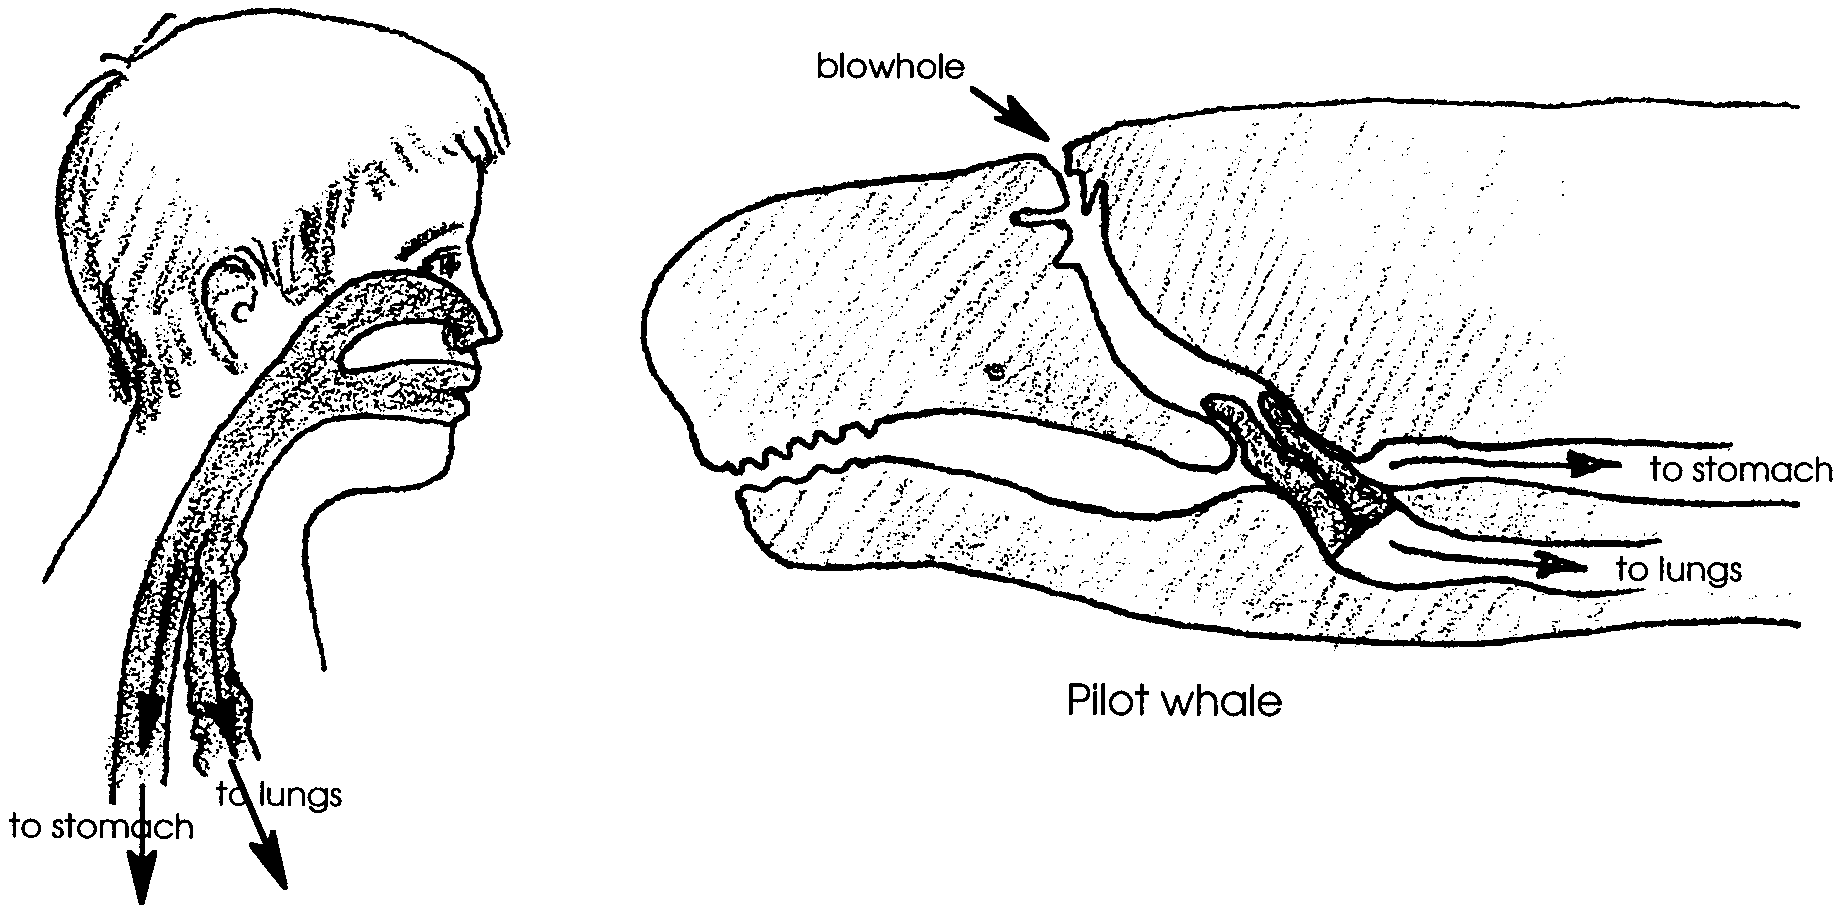 blowhole
to stomach
to lungs
Pilot whale
to lungs
to stomach